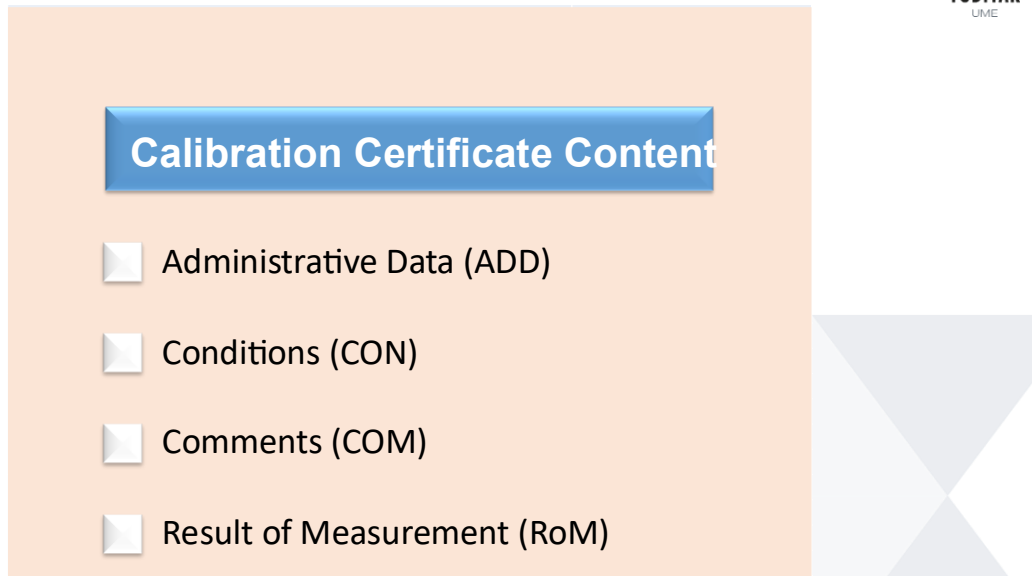 UME
Calibration Certificate Content
Administrative Data (ADD)
Conditions (CON)
Comments (COM)
Result of Measurement (RoM)